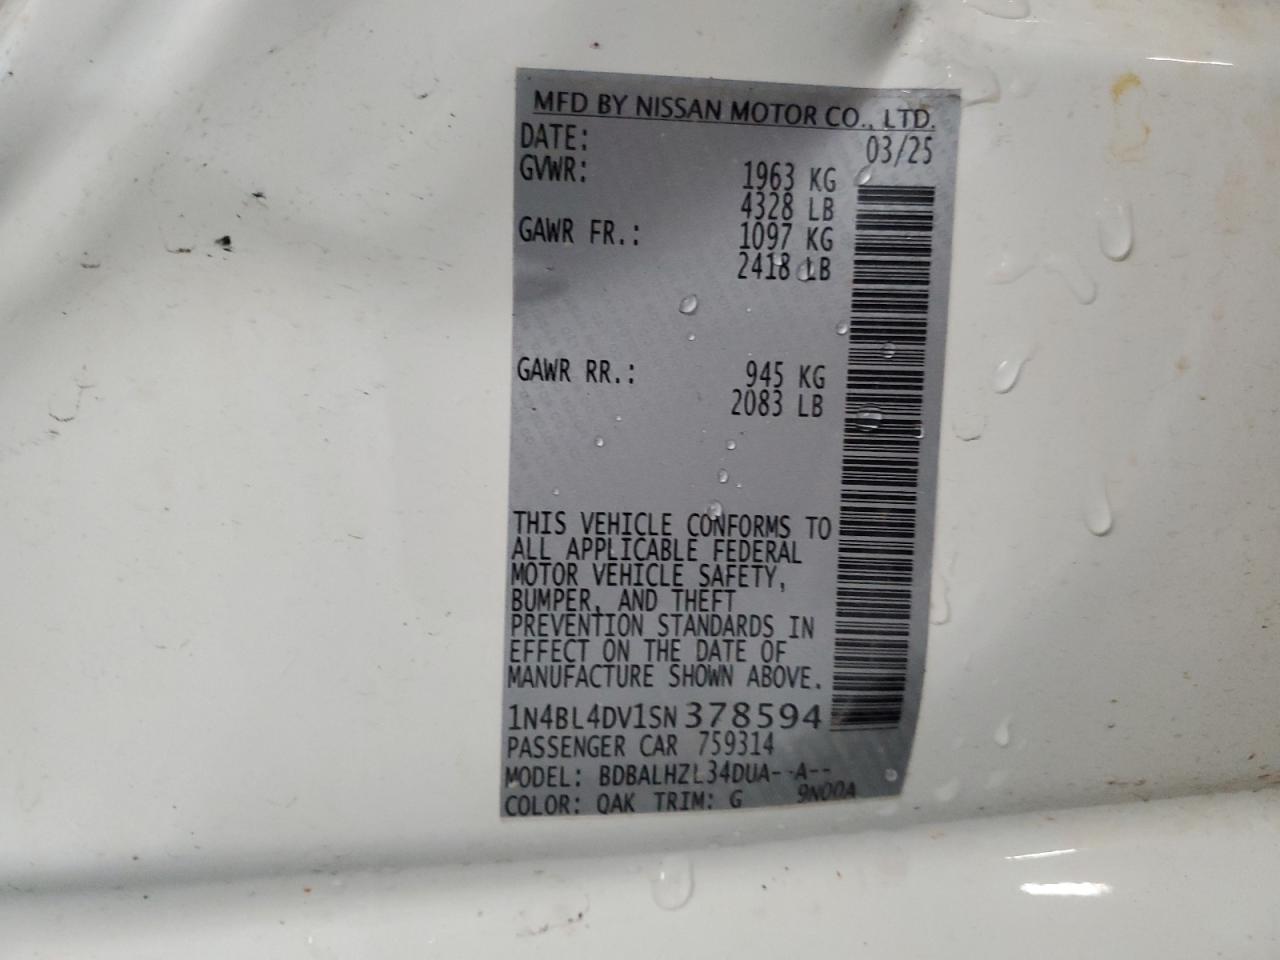 MFD BY NISSAN MOTOR CO., LTD.
DATE: 03/25
GVWR: 1963 KG
4328 LB
GAWR FR.: 1097 KG
2418 LB
GAWR RR.: 945 KG
2083 LB
THIS VEHICLE CONFORMS TO
ALL APPLICABLE FEDERAL
MOTOR VEHICLE SAFETY,
BUMPER, AND THEFT
PREVENTION STANDARDS IN
EFFECT ON THE DATE OF
MANUFACTURE SHOWN ABOVE.
1N4BL4DV1SN378594
PASSENGER CAR 759314
MODEL: BDBALHZL34DUA--A--
COLOR: QAK TRIM: G 9N00A